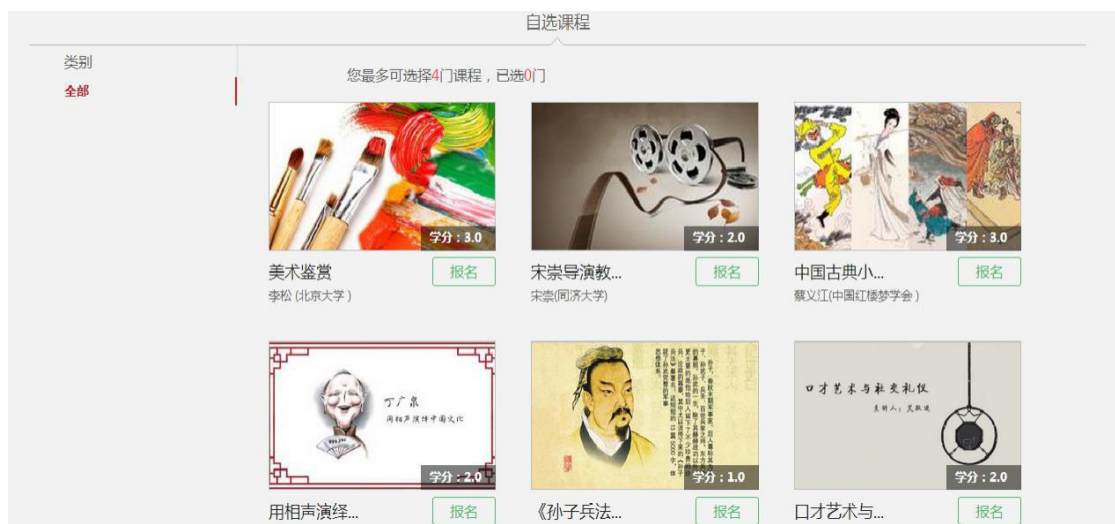 自选课程
类别
全部
您最多可选择4门课程，已选0门
学分：3.0
学分：2.0
学分：3.0
美术鉴赏
报名
宋崇导演教...
报名
中国古典小...
报名
李松 (北京大学 )
宋崇(同济大学)
蔡义江(中国红楼梦学会 )
丁广泉
用相声演绎中国文化
口才艺术与社交礼仪
学分：2.0
学分：1.0
学分：2.0
用相声演绎...
报名
《孙子兵法...
报名
口才艺术与...
报名